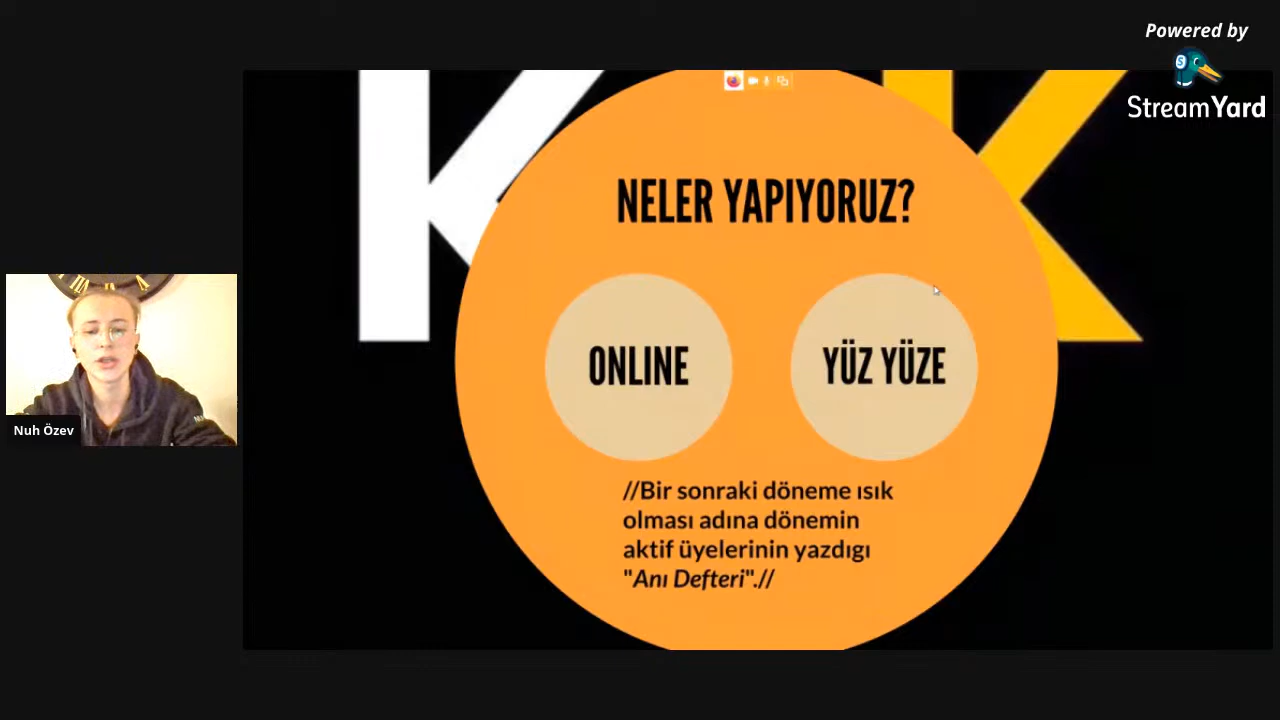 Powered by
StreamYard
K K
NELER YAPIYORUZ?
ONLINE
YÜZ YÜZE
//Bir sonraki döneme ısık
olması adına dönemin
aktif üyelerinin yazdıgı
"Anı Defteri".//
Nuh Özev